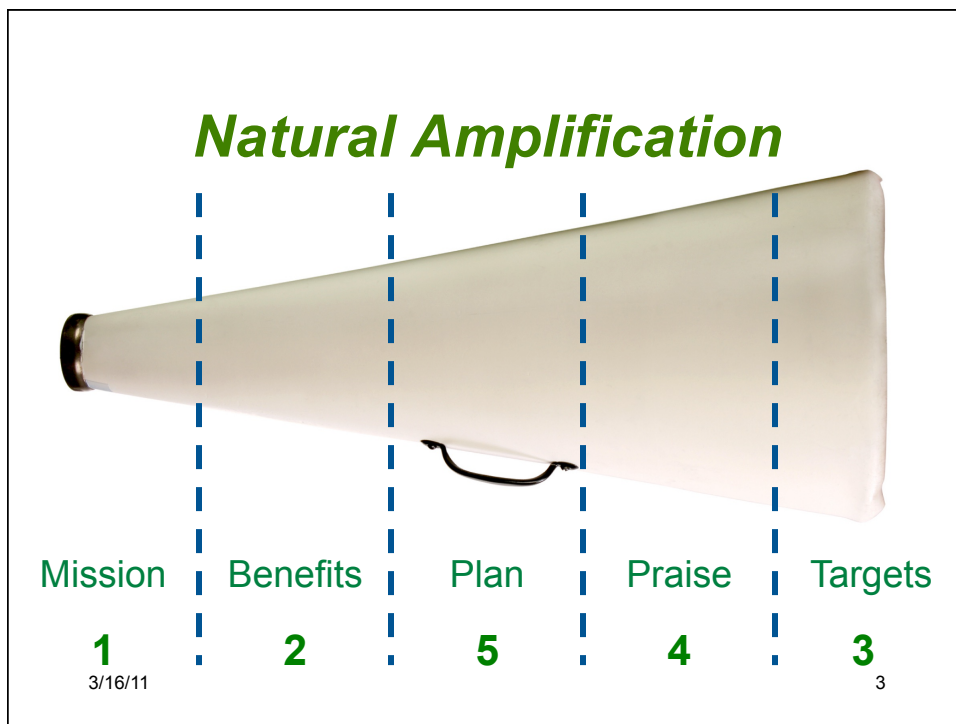 Natural Amplification
Mission Benefits Plan Praise Targets
1 2 5 4 3
3/16/11 3